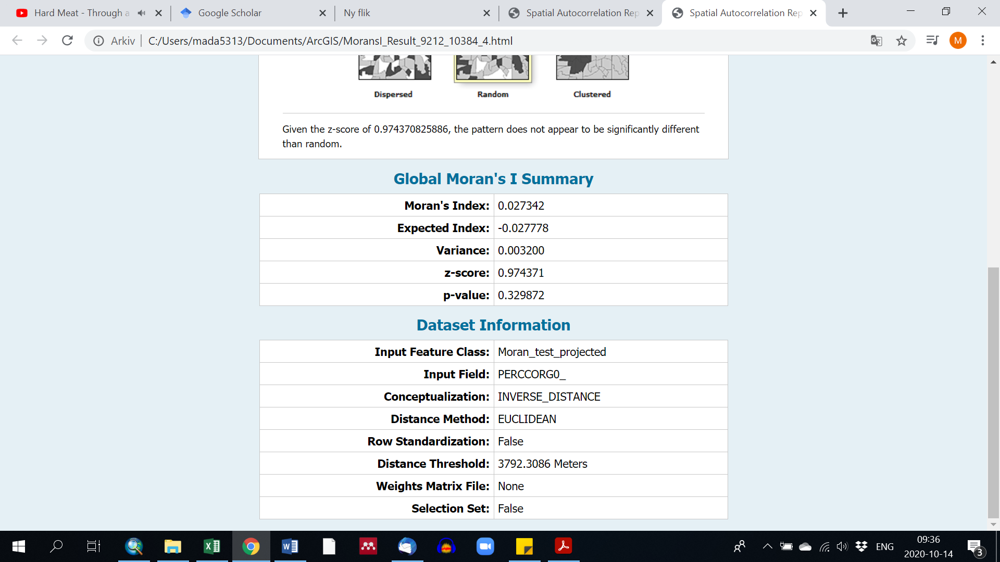 Hard Meat - Through a
Google Scholar
Ny flik
Spatial Autocorrelation Rep
Spatial Autocorrelation Rep
Arkiv C:/Users/mada5313/Documents/ArcGIS/MoransI_Result_9212_10384_4.html
M
Dispersed Random Clustered
Given the z-score of 0.974370825886, the pattern does not appear to be significantly different
than random.
Global Moran's I Summary
Moran's Index: 0.027342
Expected Index: -0.027778
Variance: 0.003200
z-score: 0.974371
p-value: 0.329872
Dataset Information
Input Feature Class: Moran_test_projected
Input Field: PERCCORG0_
Conceptualization: INVERSE_DISTANCE
Distance Method: EUCLIDEAN
Row Standardization: False
Distance Threshold: 3792.3086 Meters
Weights Matrix File: None
Selection Set: False
ENG
09:36
2020-10-14
3